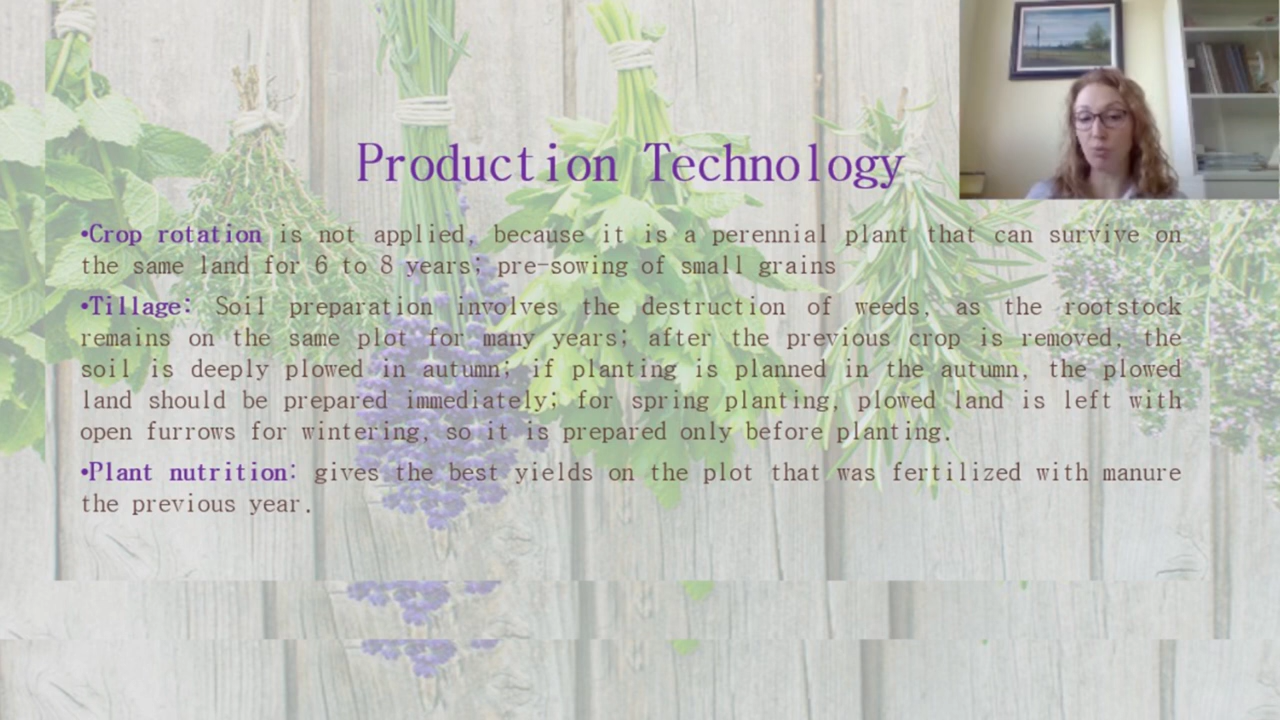 Production Technology
•Crop rotation is not applied, because it is a perennial plant that can survive on
the same land for 6 to 8 years; pre-sowing of small grains
•Tillage: Soil preparation involves the destruction of weeds, as the rootstock
remains on the same plot for many years; after the previous crop is removed, the
soil is deeply plowed in autumn; if planting is planned in the autumn, the plowed
land should be prepared immediately; for spring planting, plowed land is left with
open furrows for wintering, so it is prepared only before planting.
•Plant nutrition: gives the best yields on the plot that was fertilized with manure
the previous year.